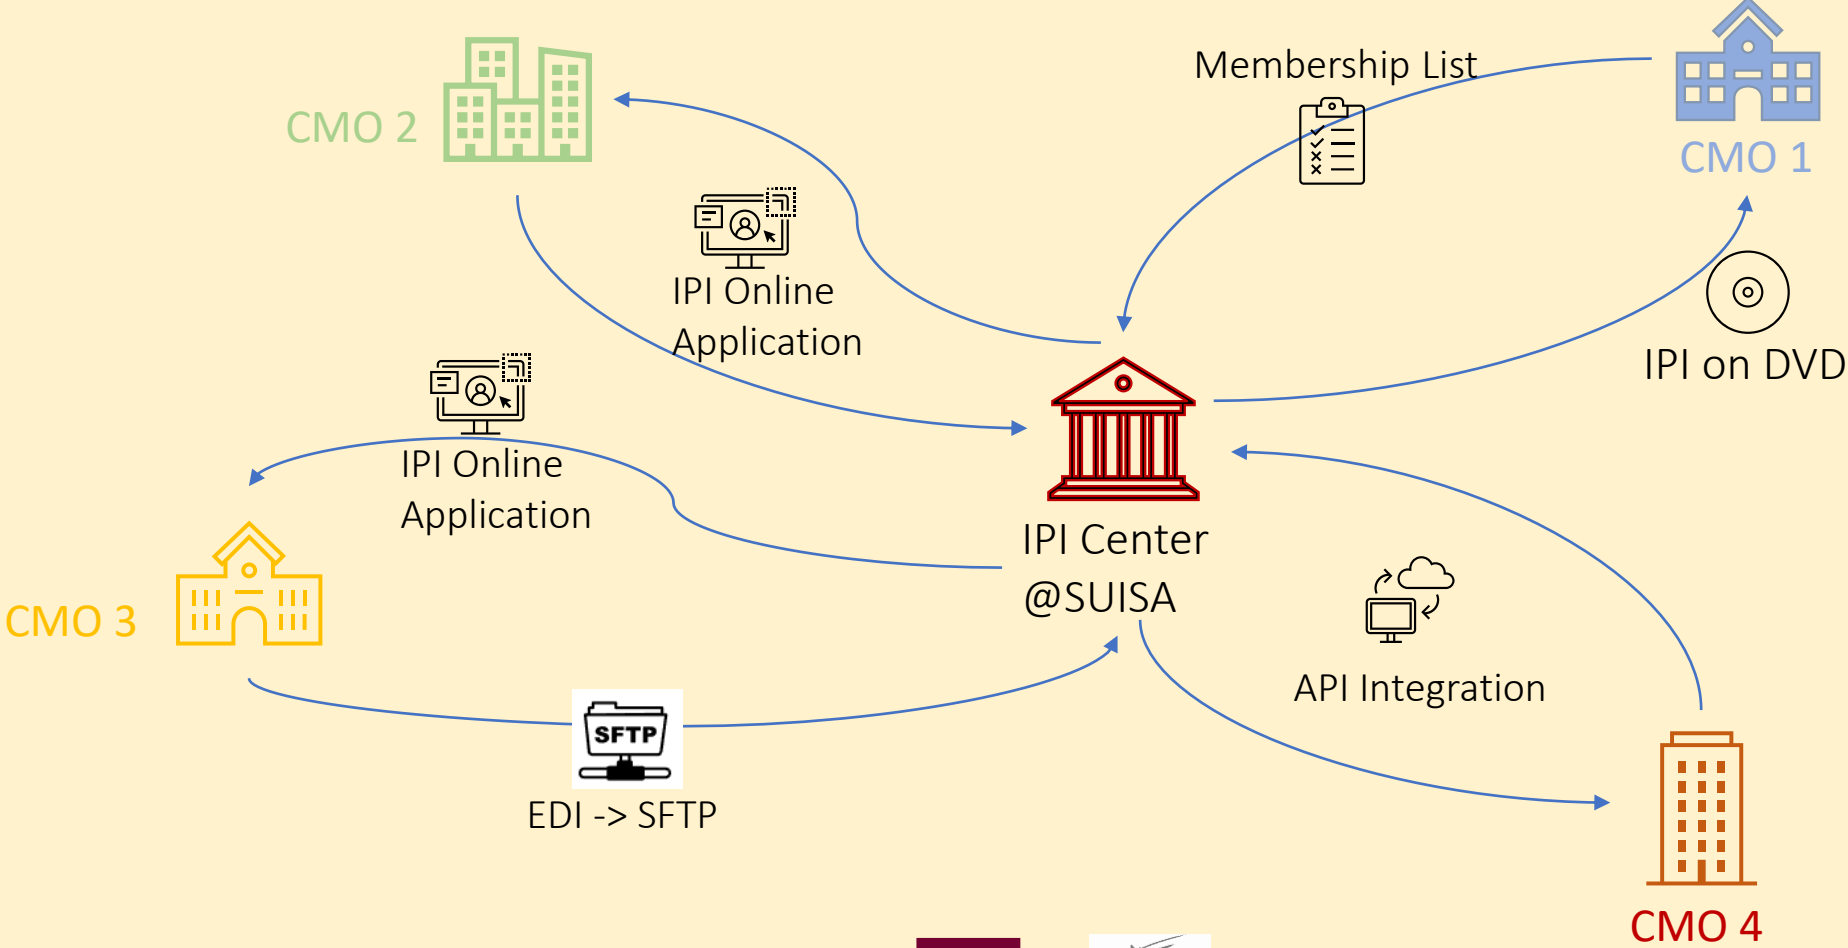 Membership List
CMO 2
CMO 1
IPI Online
Application
IPI on DVD
IPI Online
Application
IPI Center
@SUISA
CMO 3
API Integration
SFTP
EDI -> SFTP
CMO 4